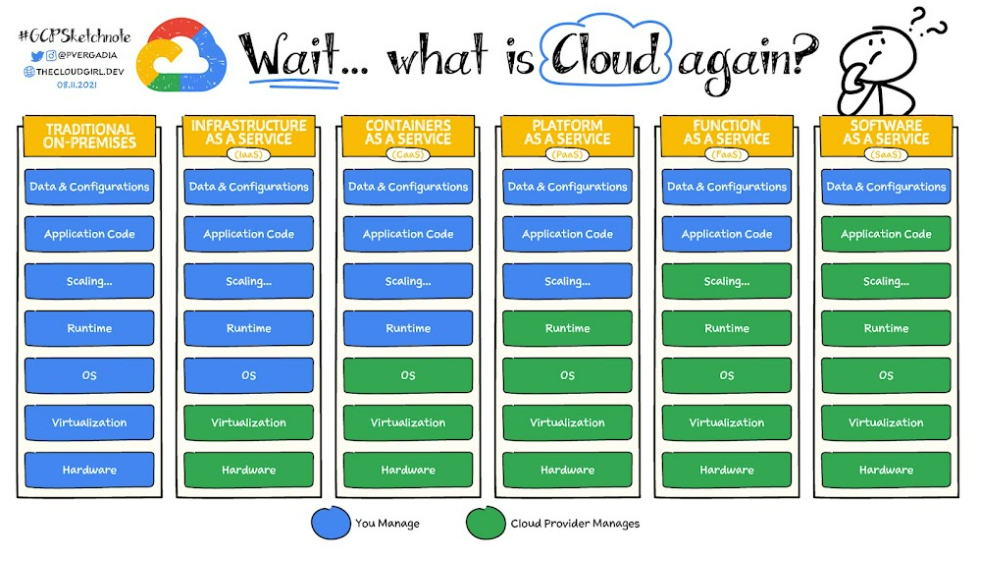 #GCPSketchnote
@PVERGADIA
THECLOUDGIRL.DEV
08.11.2021
Wait... what is Cloud again?
TRADITIONAL
ON-PREMISES
Data & Configurations
Application Code
Scaling...
Runtime
OS
Virtualization
Hardware
INFRASTRUCTURE
AS A SERVICE
(IaaS)
Data & Configurations
Application Code
Scaling...
Runtime
OS
Virtualization
Hardware
CONTAINERS
AS A SERVICE
(CaaS)
Data & Configurations
Application Code
Scaling...
Runtime
OS
Virtualization
Hardware
PLATFORM
AS A SERVICE
(PaaS)
Data & Configurations
Application Code
Scaling...
Runtime
OS
Virtualization
Hardware
FUNCTION
AS A SERVICE
(FaaS)
Data & Configurations
Application Code
Scaling...
Runtime
OS
Virtualization
Hardware
SOFTWARE
AS A SERVICE
(SaaS)
Data & Configurations
Application Code
Scaling...
Runtime
OS
Virtualization
Hardware
You Manage
Cloud Provider Manages